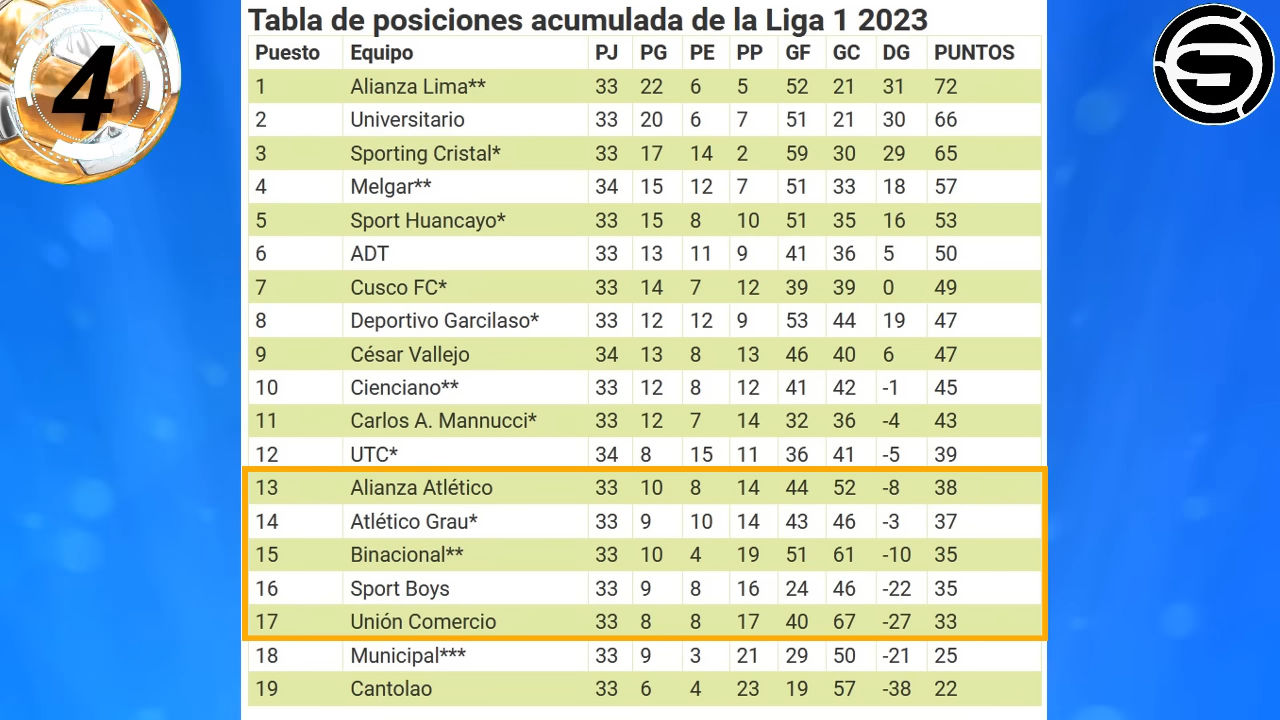 4
Tabla de posiciones acumulada de la Liga 1 2023
Puesto Equipo PJ PG PE PP GF GC DG PUNTOS
1 Alianza Lima** 33 22 6 5 52 21 31 72
2 Universitario 33 20 6 7 51 21 30 66
3 Sporting Cristal* 33 17 14 2 59 30 29 65
4 Melgar** 34 15 12 7 51 33 18 57
5 Sport Huancayo* 33 15 8 10 51 35 16 53
6 ADT 33 13 11 9 41 36 5 50
7 Cusco FC* 33 14 7 12 39 39 0 49
8 Deportivo Garcilaso* 33 12 12 9 53 44 19 47
9 César Vallejo 34 13 8 13 46 40 6 47
10 Cienciano** 33 12 8 12 41 42 -1 45
11 Carlos A. Mannucci* 33 12 7 14 32 36 -4 43
12 UTC* 34 8 15 11 36 41 -5 39
13 Alianza Atlético 33 10 8 14 44 52 -8 38
14 Atlético Grau* 33 9 10 14 43 46 -3 37
15 Binacional** 33 10 4 19 51 61 -10 35
16 Sport Boys 33 9 8 16 24 46 -22 35
17 Unión Comercio 33 8 8 17 40 67 -27 33
18 Municipal*** 33 9 3 21 29 50 -21 25
19 Cantolao 33 6 4 23 19 57 -38 22